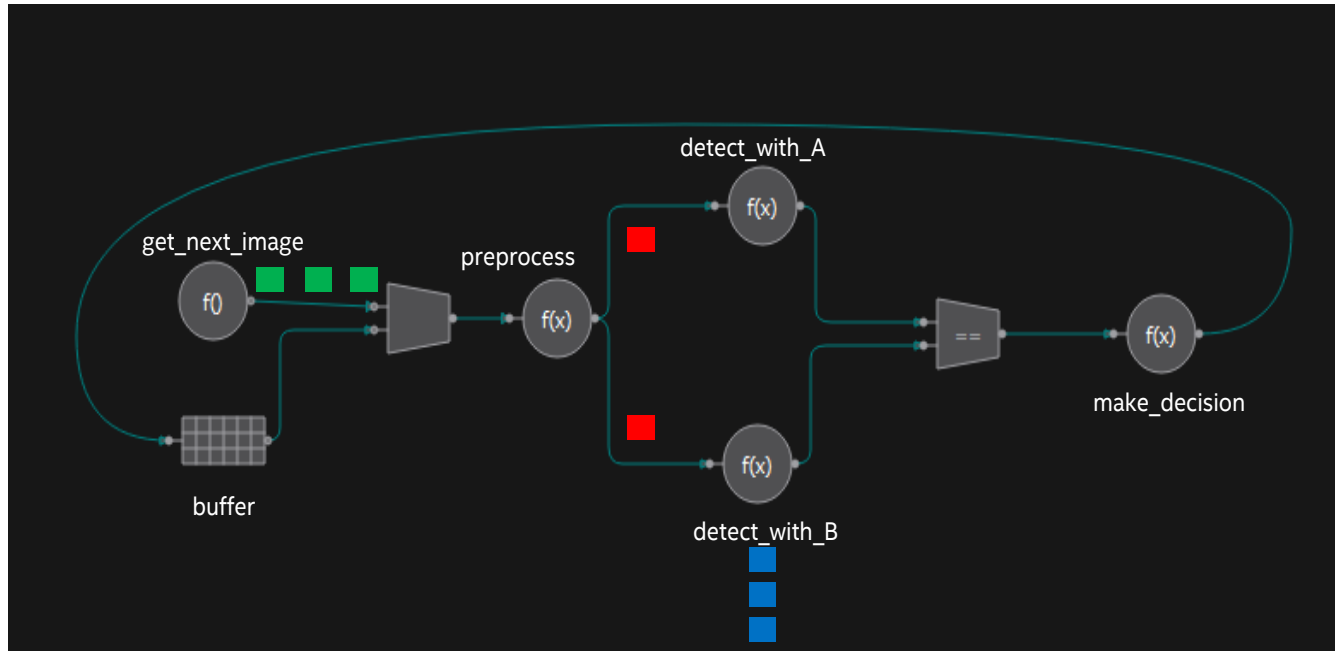 detect_with_A
get_next_image
preprocess
f(x)
f()
f(x)
==
f(x)
make_decision
f(x)
buffer
detect_with_B